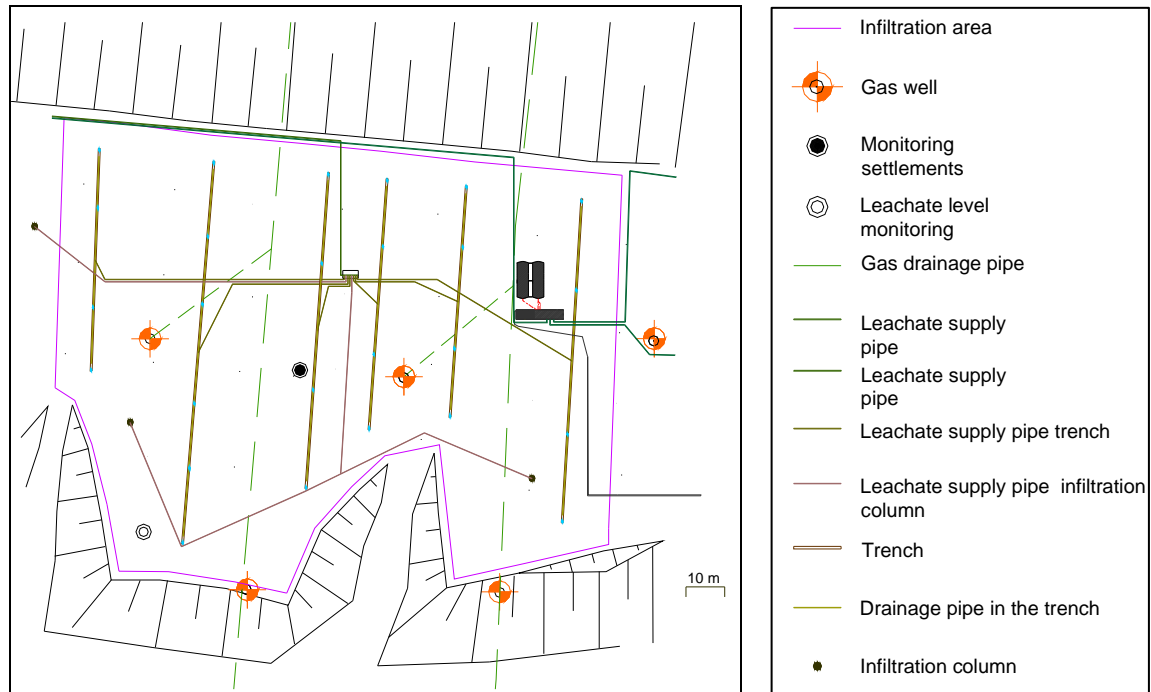 10 m
Infiltration area
Gas well
Monitoring
settlements
Leachate level
monitoring
Gas drainage pipe
Leachate supply
pipe
Leachate supply
pipe
Leachate supply pipe trench
Leachate supply pipe infiltration
column
Trench
Drainage pipe in the trench
Infiltration column